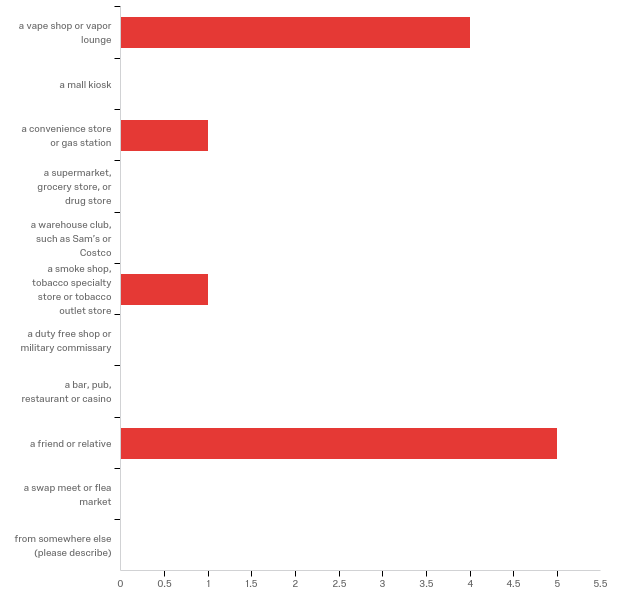 a vape shop or vapor
lounge
a mall kiosk
a convenience store
or gas station
a supermarket,
grocery store, or
drug store
a warehouse club,
such as Sam's or
Costco
a smoke shop,
tobacco specialty
store or tobacco
outlet store
a duty free shop or
military commissary
a bar, pub,
restaurant or casino
a friend or relative
a swap meet or flea
market
from somewhere else
(please describe)
0 0.5 1 1.5 2 2.5 3 3.5 4 4.5 5 5.5